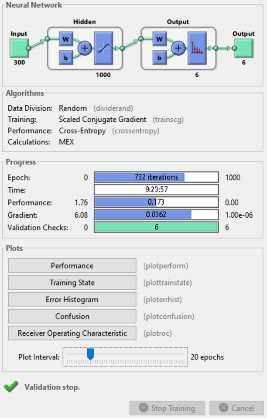 Neural Network
Hidden Output
Input Output
W W
b b
300 6
1000 6
Algorithms
Data Division: Random (dividerand)
Training: Scaled Conjugate Gradient (trainscg)
Performance: Cross-Entropy (crossentropy)
Calculations: MEX
Progress
Epoch: 0 732 iterations 1000
Time: 9:23:57
Performance: 1.76 0.173 0.00
Gradient: 6.08 0.0362 1.00e-06
Validation Checks: 0 6 6
Plots
Performance (plotperform)
Training State (plottrainstate)
Error Histogram (ploterrhist)
Confusion (plotconfusion)
Receiver Operating Characteristic (plotroc)
Plot Interval: 20 epochs
Validation stop.
Stop Training Cancel